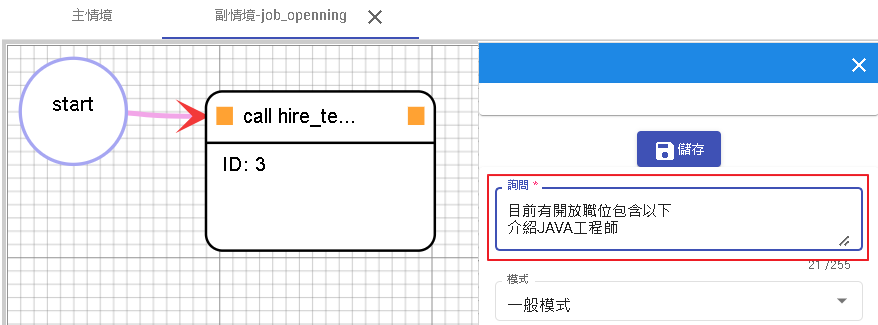 主情境
副情境-job_openning
start
call hire_te...
ID: 3
儲存
詢問 *
目前有開放職位包含以下
介紹JAVA工程師
21 /255
模式
一般模式